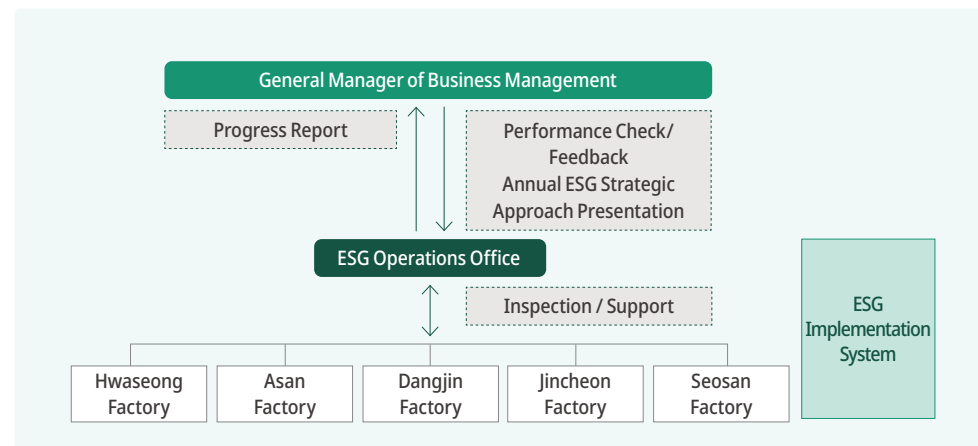 General Manager of Business Management
Progress Report
Performance Check/
Feedback
Annual ESG Strategic
Approach Presentation
ESG Operations Office
Inspection / Support
ESG
Implementation
System
Hwaseong
Factory
Asan
Factory
Dangjin
Factory
Jincheon
Factory
Seosan
Factory